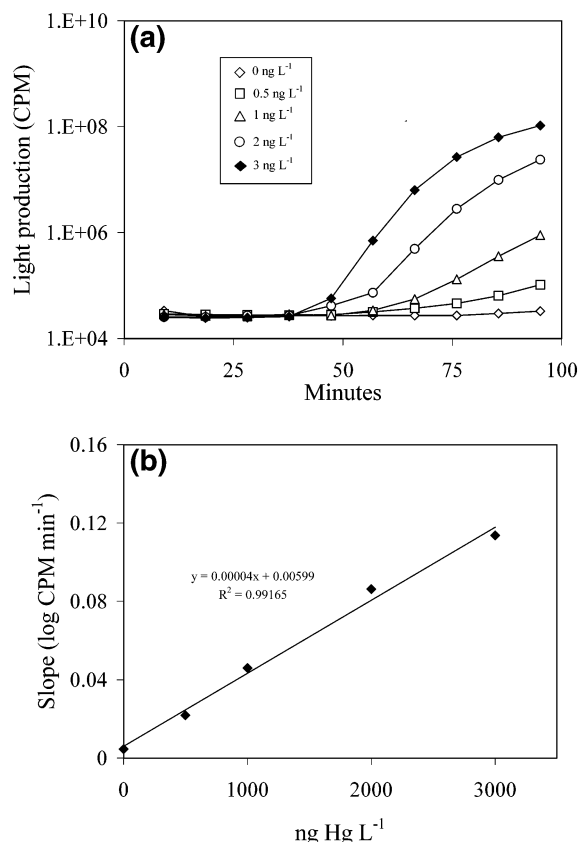 (a)
1.E+10
1.E+08
1.E+06
1.E+04
Light production (CPM)
0 ng L⁻¹
0.5 ng L⁻¹
1 ng L⁻¹
2 ng L⁻¹
3 ng L⁻¹
0 25 50 75 100
Minutes
(b)
0.16
0.12
0.08
0.04
0
Slope (log CPM min⁻¹)
y = 0.00004x + 0.00599
R² = 0.99165
0 1000 2000 3000
ng Hg L⁻¹